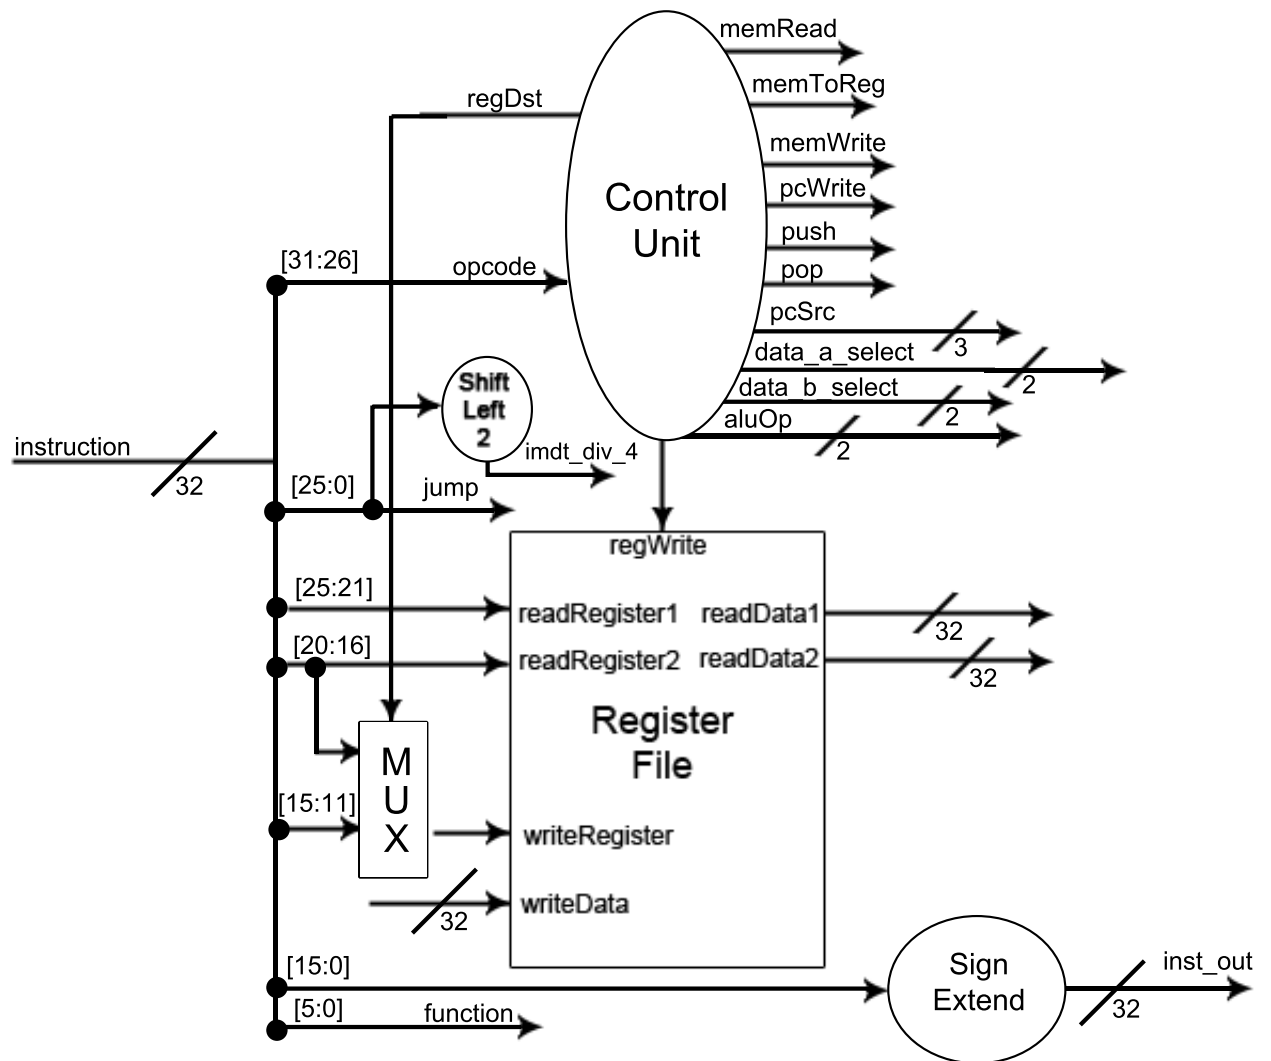 memRead
regDst
memToReg
memWrite
Control
Unit
pcWrite
push
pop
[31:26]
opcode
pcSrc
3
data_a_select
2
data_b_select
2
aluOp
2
Shift
Left
2
imdt_div_4
instruction
32
[25:0]
jump
regWrite
[25:21]
readRegister1
readData1
32
[20:16]
readRegister2
readData2
32
Register
File
M
U
X
[15:11]
writeRegister
writeData
32
[15:0]
Sign
Extend
inst_out
32
[5:0]
function